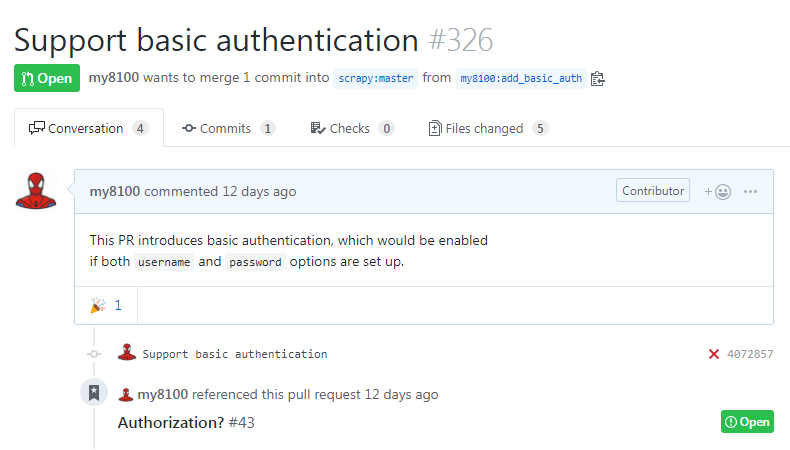 Support basic authentication #326
Open my8100 wants to merge 1 commit into scrapy:master from my8100:add_basic_auth
Conversation 4 Commits 1 Checks 0 Files changed 5
my8100 commented 12 days ago Contributor
This PR introduces basic authentication, which would be enabled
if both username and password options are set up.
1
Support basic authentication 4072857
my8100 referenced this pull request 12 days ago
Authorization? #43 Open